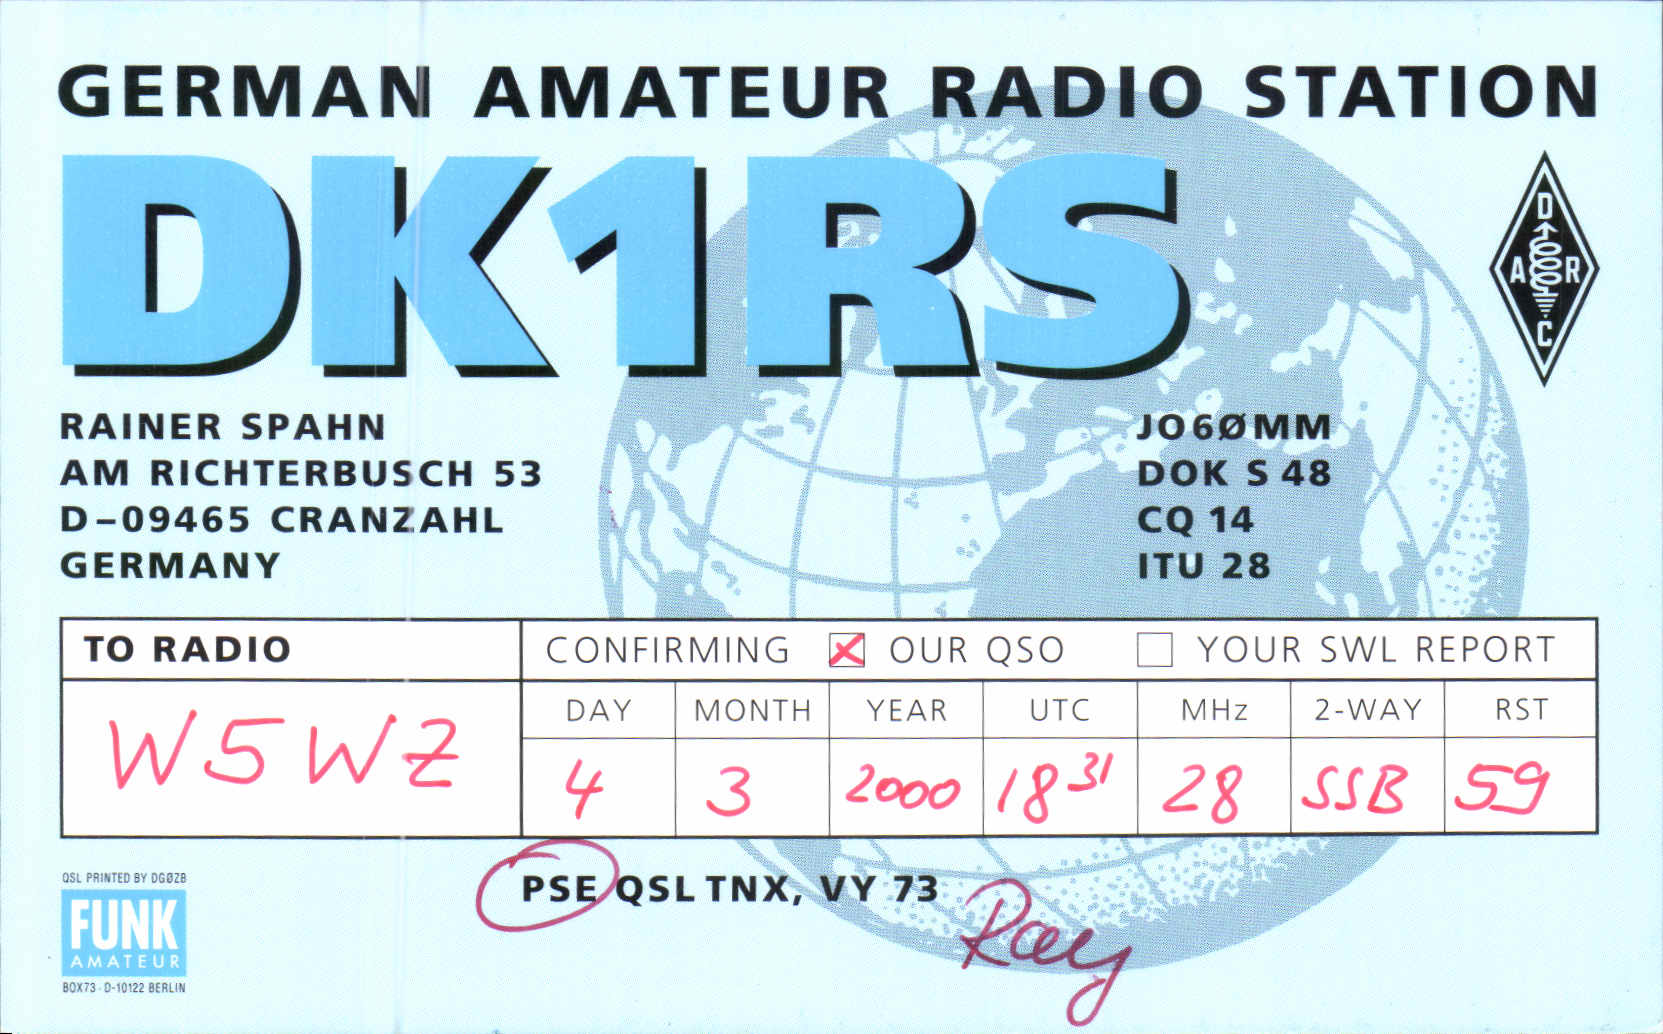 GERMAN AMATEUR RADIO STATION
DK1RS
D
A R
C
RAINER SPAHN
AM RICHTERBUSCH 53
D-09465 CRANZAHL
GERMANY
JO6ØMM
DOK S 48
CQ 14
ITU 28
TO RADIO
CONFIRMING OUR QSO YOUR SWL REPORT
W5WZ
DAY MONTH YEAR UTC MHz 2-WAY RST
4 3 2000 18 31 28 SSB 59
PSE QSL TNX, VY 73
Ray
QSL PRINTED BY DGØZB
FUNK
AMATEUR
BOX73 · D-10122 BERLIN